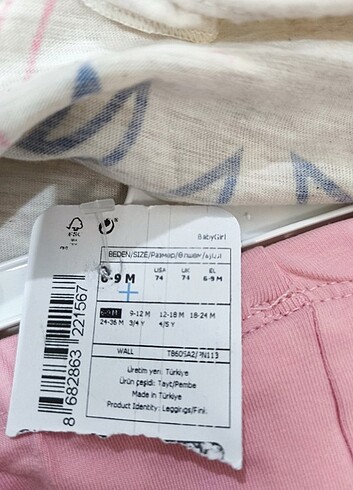 FSC
BabyGirl
BEDEN/SIZE/Размер/
6-9 M
USA
74
UK
74
EL
6-9 M
6-9 M 9-12 M 12-18 M 18-24 M
24-36 M 3/4 Y 4/5 Y
WALL
Üretim yeri: Türkiye
Ürün çeşidi: Tayt/Pembe
Made in Türkiye
Product Identity: Leggings/Pink
8 682863 221567